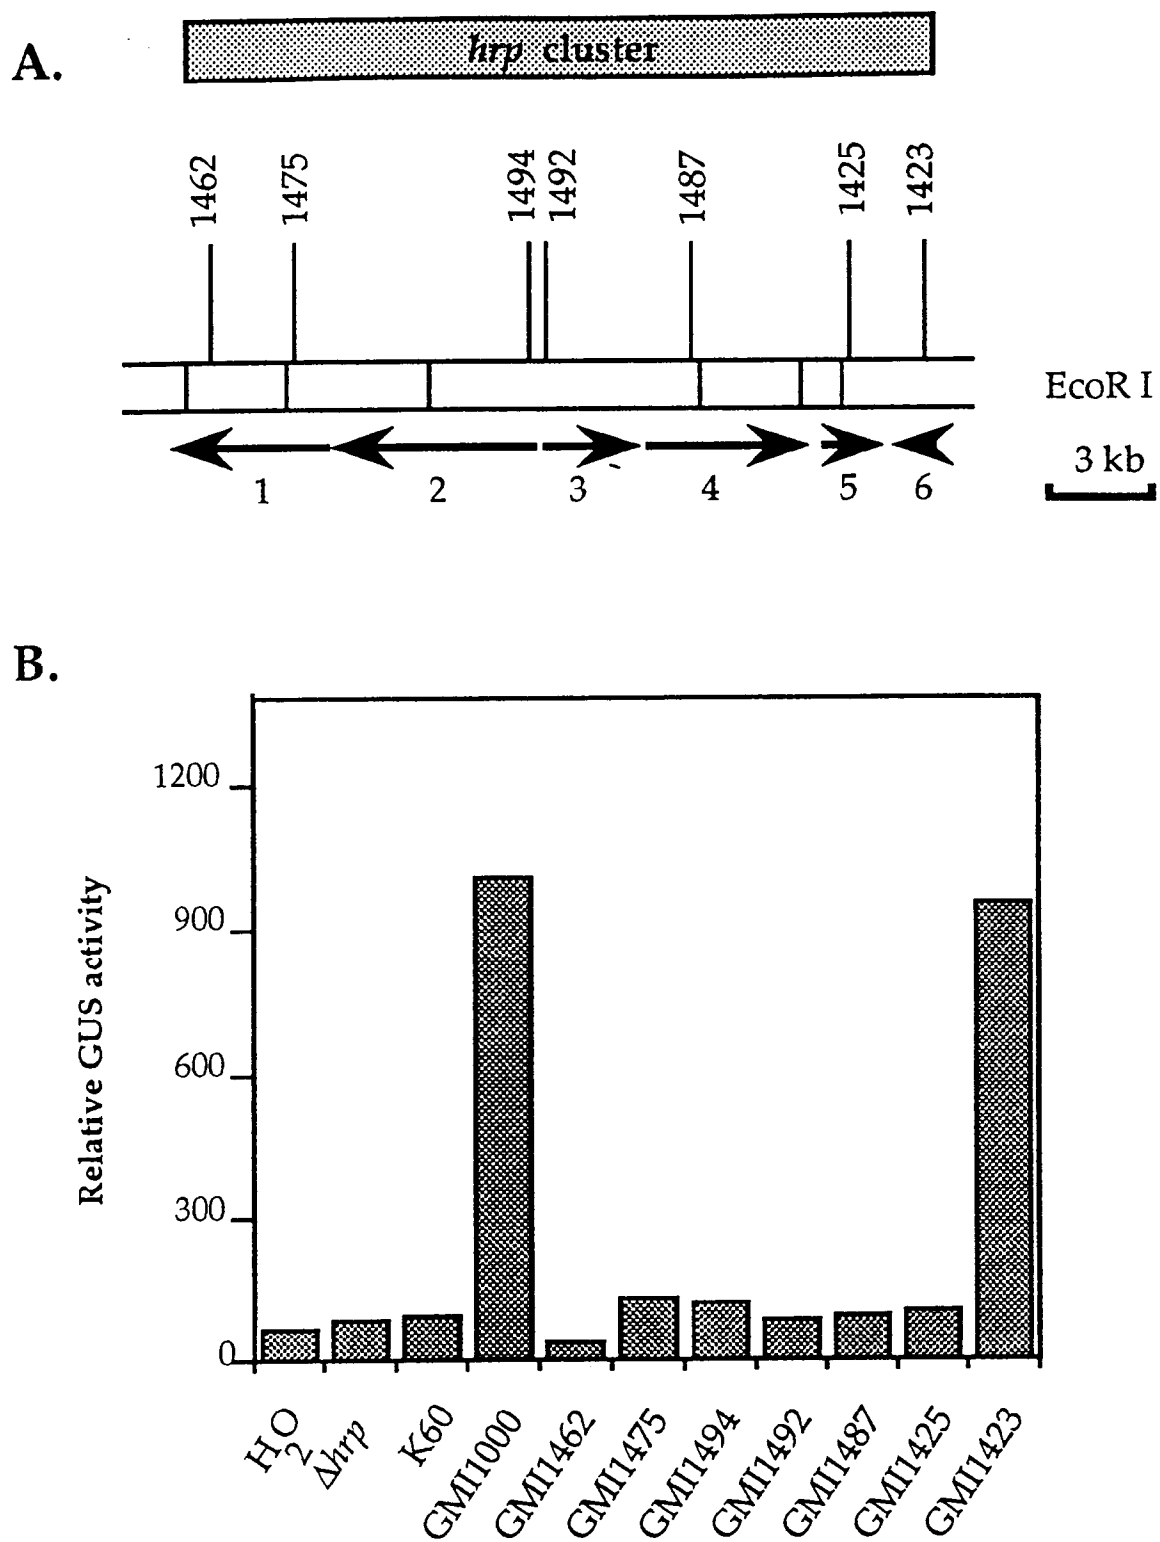 A.
hrp cluster
1462
1475
1494
1492
1487
1425
1423
EcoR I
3 kb
1
2
3
4
5
6
B.
Relative GUS activity
1200
900
600
300
0
H2O
Δhrp
K60
GMI1000
GMI1462
GMI1475
GMI1494
GMI1492
GMI1487
GMI1425
GMI1423